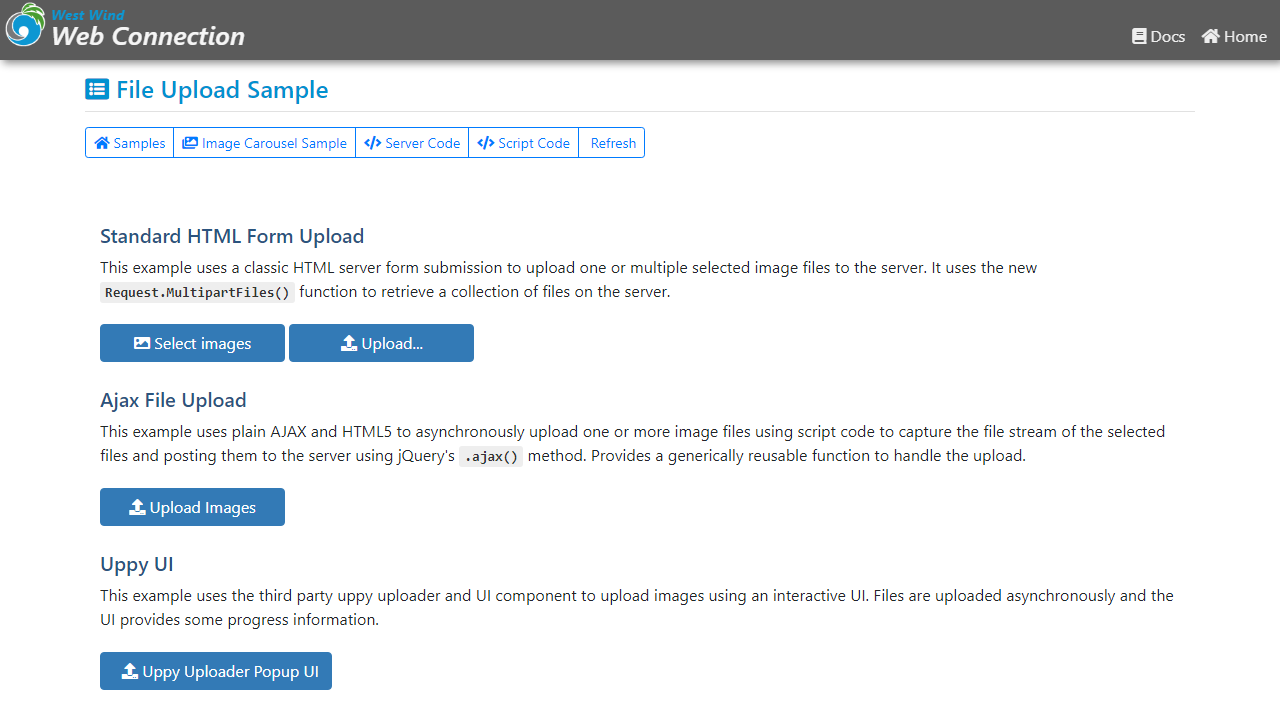 West Wind
Web Connection
Docs
Home
File Upload Sample
Samples
Image Carousel Sample
Server Code
Script Code
Refresh
Standard HTML Form Upload
This example uses a classic HTML server form submission to upload one or multiple selected image files to the server. It uses the new
Request.MultipartFiles() function to retrieve a collection of files on the server.
Select images
Upload...
Ajax File Upload
This example uses plain AJAX and HTML5 to asynchronously upload one or more image files using script code to capture the file stream of the selected
files and posting them to the server using jQuery's .ajax() method. Provides a generically reusable function to handle the upload.
Upload Images
Uppy UI
This example uses the third party uppy uploader and UI component to upload images using an interactive UI. Files are uploaded asynchronously and the
UI provides some progress information.
Uppy Uploader Popup UI